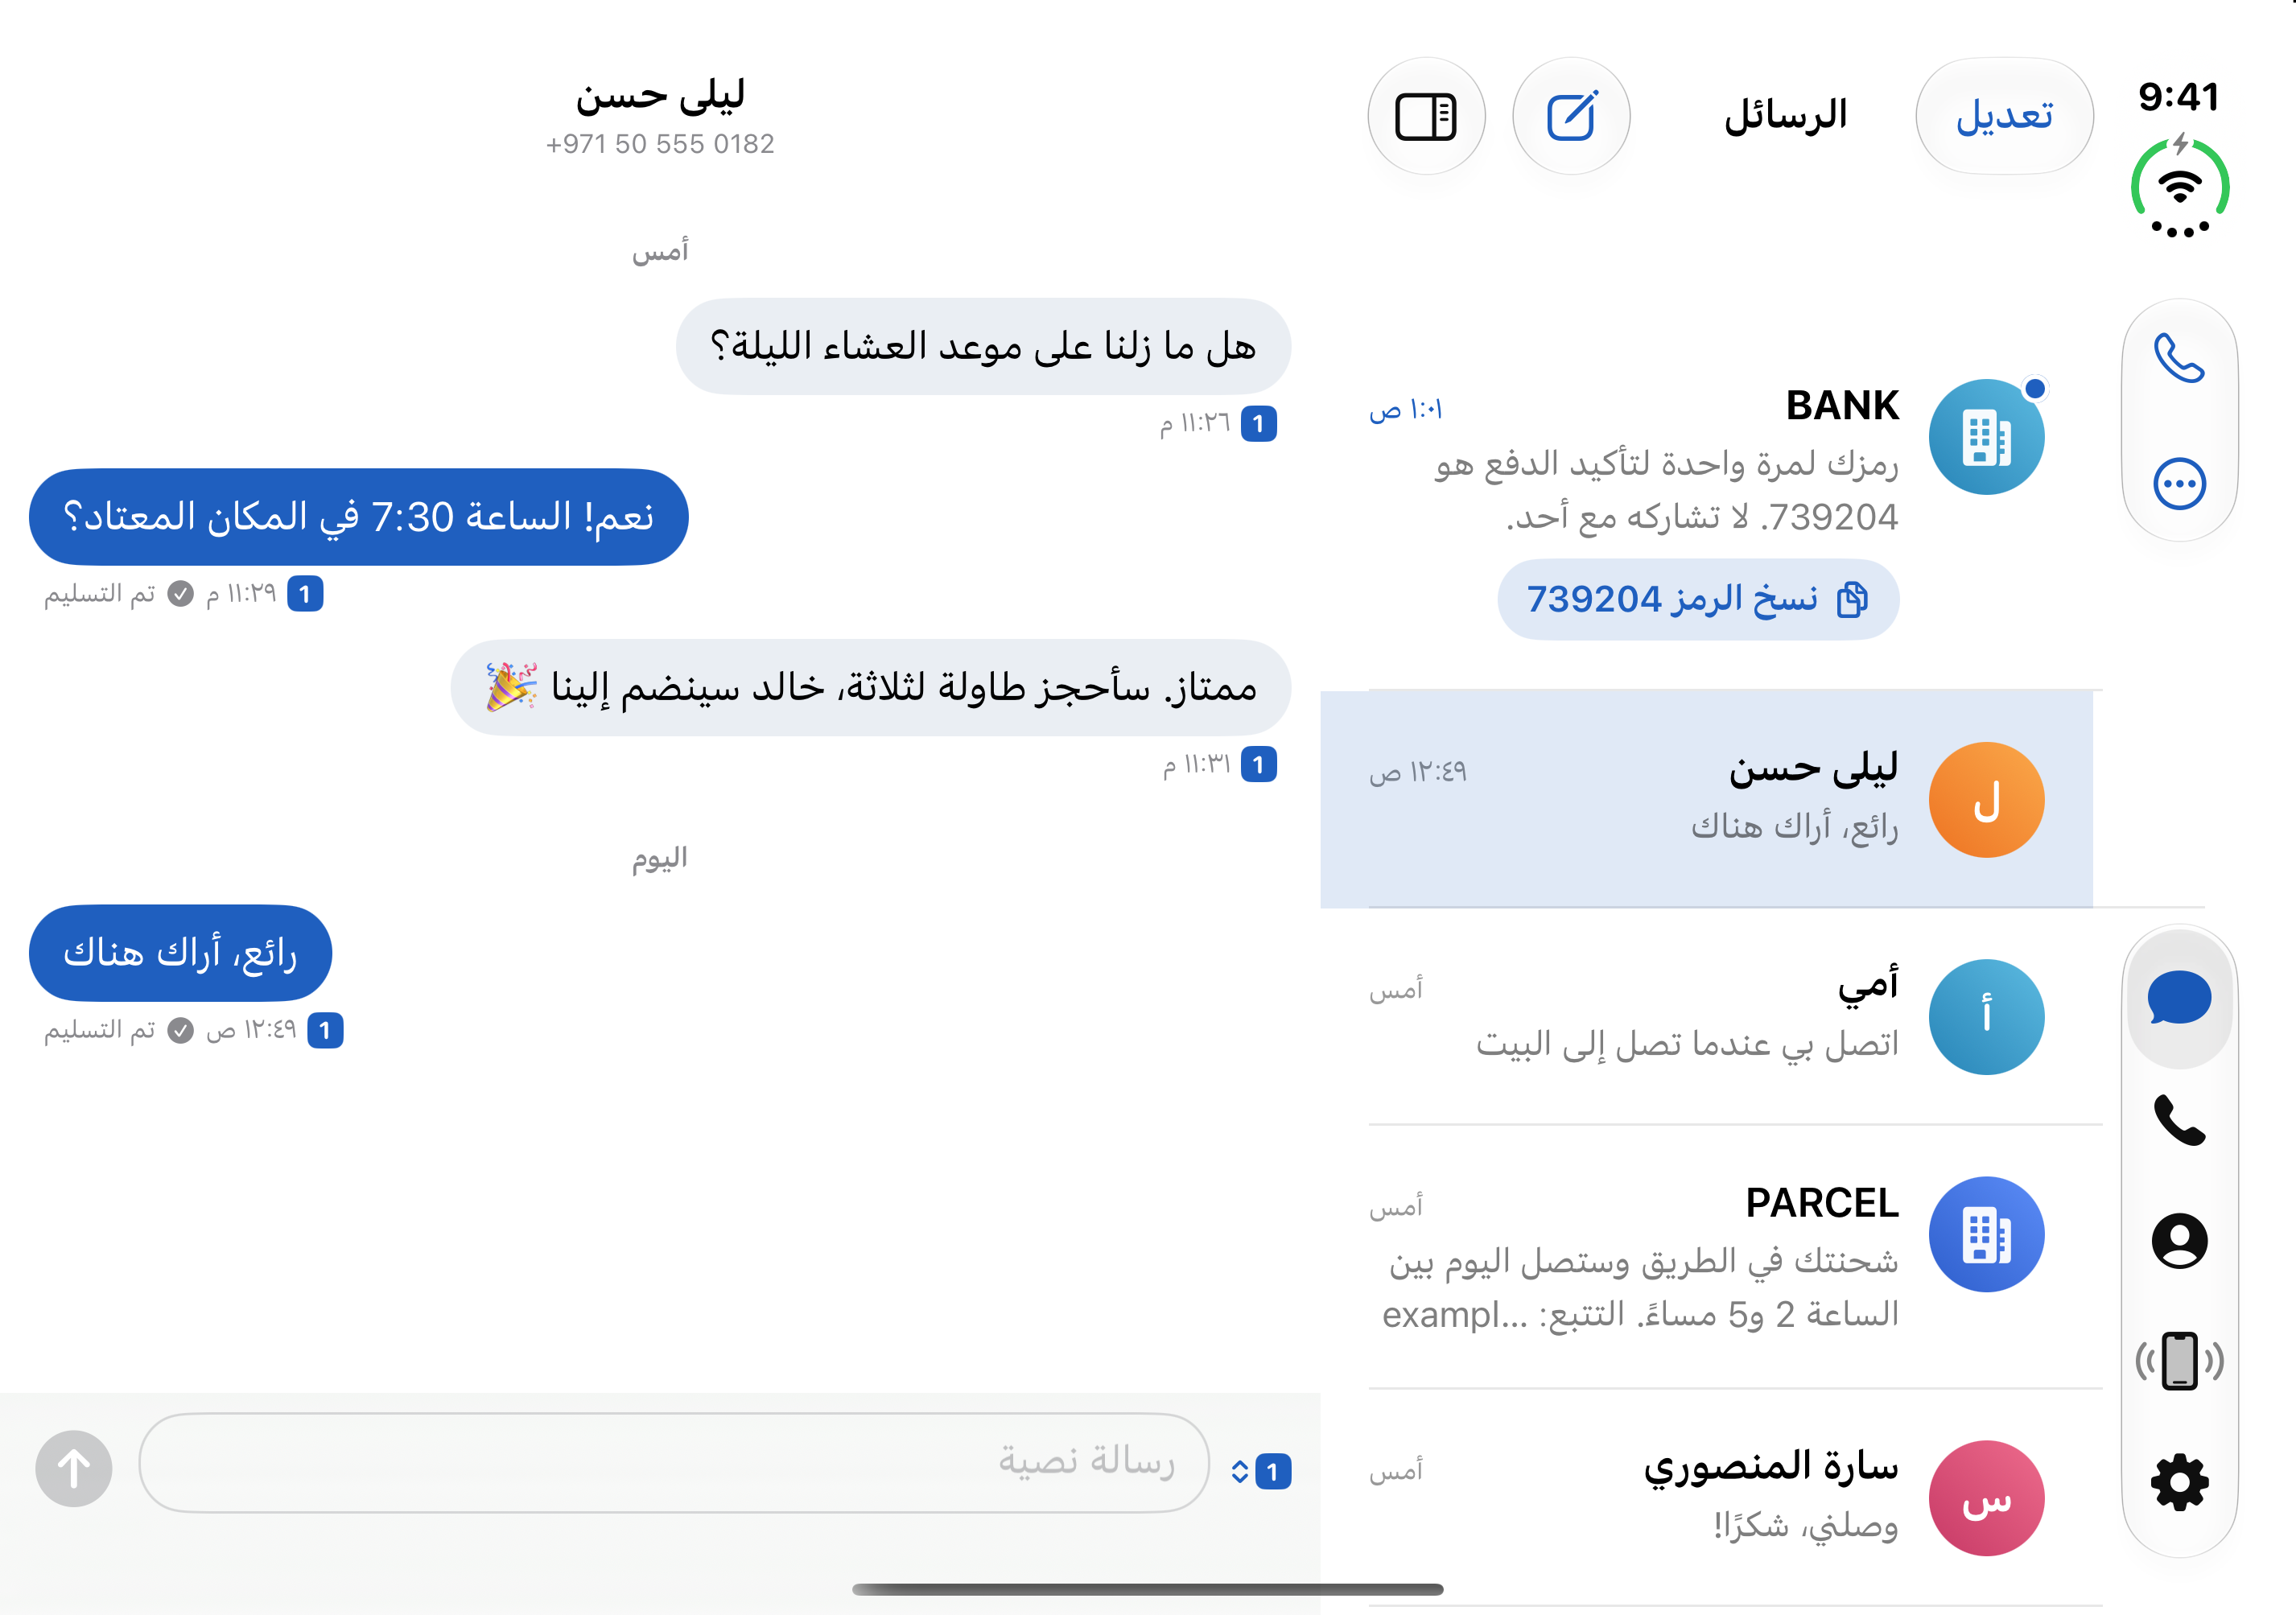 9:41
تعديل
الرسائل
BANK
١:٠١ ص
رمزك لمرة واحدة لتأكيد الدفع هو
739204. لا تشاركه مع أحد.
نسخ الرمز 739204
ل
ليلى حسن
١٢:٤٩ ص
رائع، أراك هناك
أ
أمي
أمس
اتصل بي عندما تصل إلى البيت
PARCEL
أمس
شحنتك في الطريق وستصل اليوم بين
الساعة 2 و5 مساءً. التتبع: exampl...
س
سارة المنصوري
أمس
وصلني، شكرًا!
ليلى حسن
+971 50 555 0182
أمس
هل ما زلنا على موعد العشاء الليلة؟
1 ١١:٢٦ م
نعم! الساعة 7:30 في المكان المعتاد؟
1 ١١:٢٩ م تم التسليم
ممتاز. سأحجز طاولة لثلاثة، خالد سينضم إلينا 🎉
1 ١١:٣١ م
اليوم
رائع، أراك هناك
1 ١٢:٤٩ ص تم التسليم
1
رسالة نصية